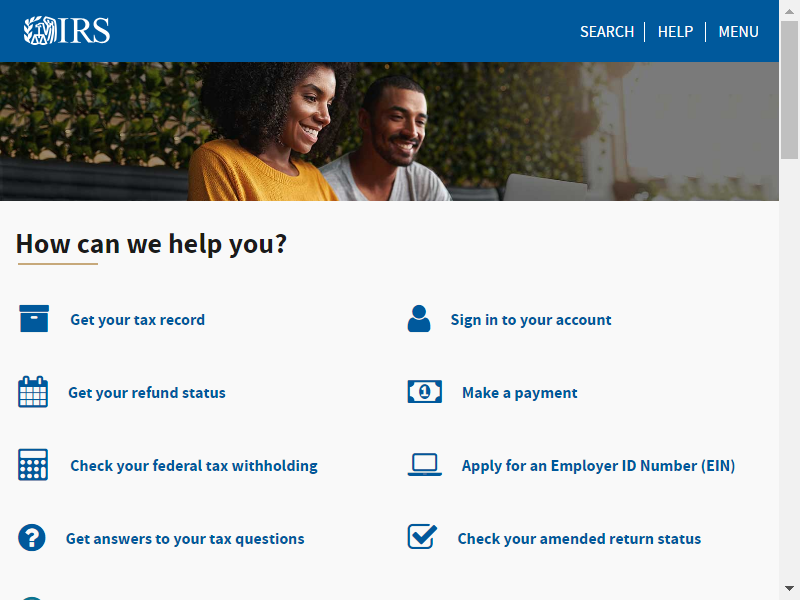 IRS
SEARCH HELP MENU
How can we help you?
Get your tax record
Sign in to your account
Get your refund status
Make a payment
Check your federal tax withholding
Apply for an Employer ID Number (EIN)
Get answers to your tax questions
Check your amended return status